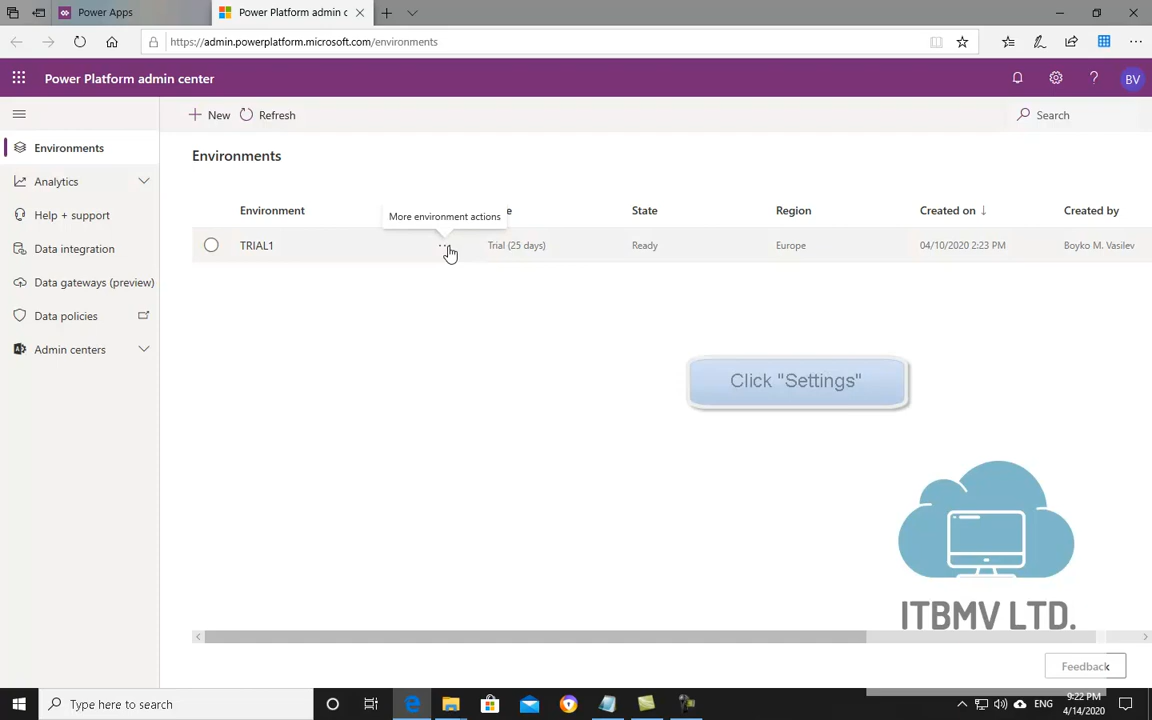 Power Apps
Power Platform admin c
https://admin.powerplatform.microsoft.com/environments
Power Platform admin center
BV
New
Refresh
Search
Environments
Analytics
Help + support
Data integration
Data gateways (preview)
Data policies
Admin centers
Environments
More environment actions
Environment
e
State
Region
Created on ↓
Created by
TRIAL1
Trial (25 days)
Ready
Europe
04/10/2020 2:23 PM
Boyko M. Vasilev
Click "Settings"
ITBMV LTD.
Feedback
Type here to search
ENG
9:22 PM
4/14/2020